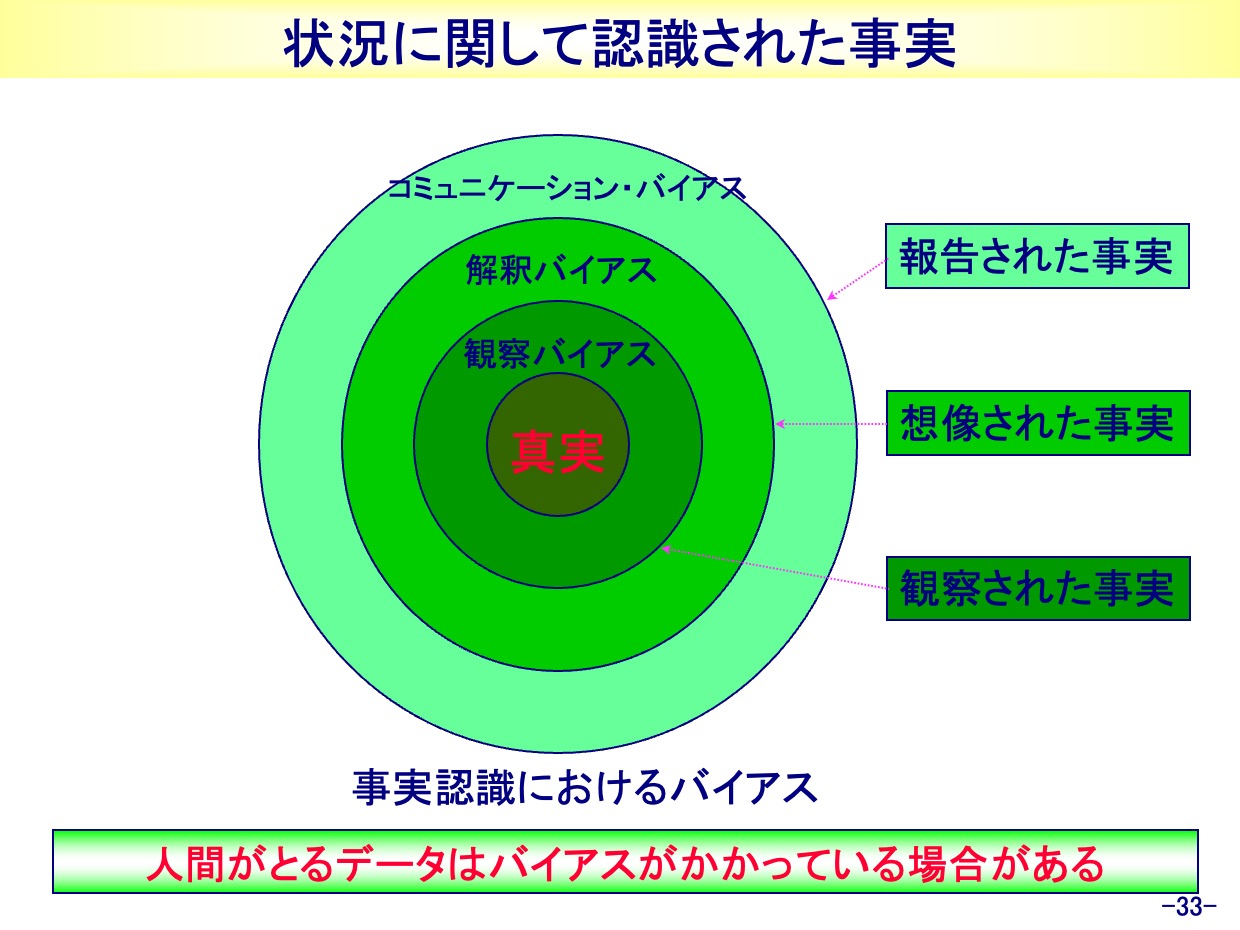 状況に関して認識された事実
コミュニケーション・バイアス
解釈バイアス
観察バイアス
真実
報告された事実
想像された事実
観察された事実
事実認識におけるバイアス
人間がとるデータはバイアスがかかっている場合がある
-33-